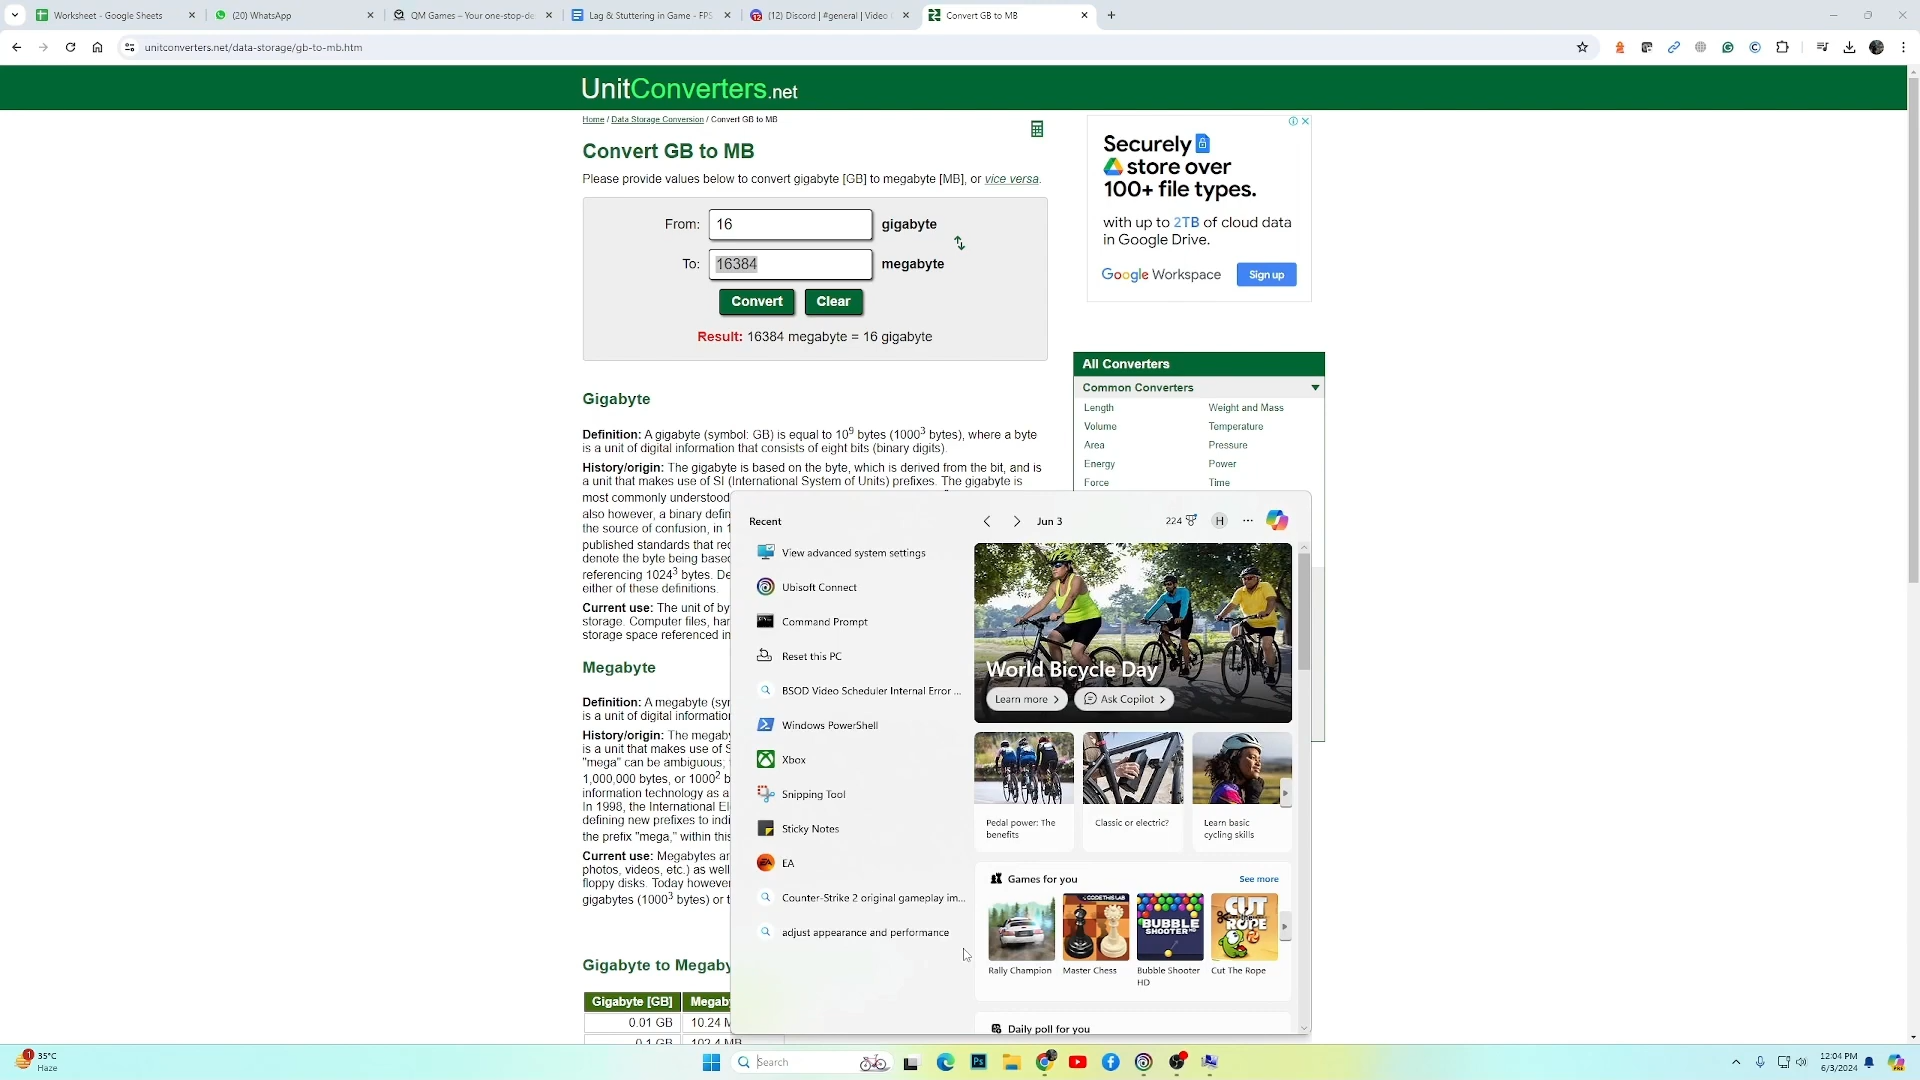 Worksheet - Google Sheets
(20) WhatsApp
QM Games – Your one-stop-de
Lag & Stuttering in Game - FPS
(12) Discord | #general | Video
Convert GB to MB
unitconverters.net/data-storage/gb-to-mb.htm
UnitConverters.net
Home / Data Storage Conversion / Convert GB to MB
Convert GB to MB
Please provide values below to convert gigabyte [GB] to megabyte [MB], or vice versa.
From: 16 gigabyte
To: 16384 megabyte
Convert Clear
Result: 16384 megabyte = 16 gigabyte
Securely
store over
100+ file types.
with up to 2TB of cloud data
in Google Drive.
Google Workspace Sign up
All Converters
Common Converters
Length Weight and Mass
Volume Temperature
Area Pressure
Energy Power
Force Time
Gigabyte
Definition: A gigabyte (symbol: GB) is equal to 10⁹ bytes (1000³ bytes), where a byte
is a unit of digital information that consists of eight bits (binary digits).
History/origin: The gigabyte is based on the byte, which is derived from the bit, and is
a unit that makes use of SI (International System of Units) prefixes. The gigabyte is
most commonly understood
also however, a binary defin
the source of confusion, in 1
published standards that rec
denote the byte being base
referencing 1024³ bytes. De
either of these definitions.
Current use: The unit of by
storage. Computer files, har
storage space referenced in
Megabyte
Definition: A megabyte (syr
is a unit of digital information
History/origin: The megaby
is a unit that makes use of S
"mega" can be ambiguous;
1,000,000 bytes, or 1000² b
information technology as a
In 1998, the International El
defining new prefixes to indi
the prefix "mega," within this
Current use: Megabytes ar
photos, videos, etc.) as well
floppy disks. Today however
gigabytes (1000³ bytes) or t
Gigabyte to Megaby
Gigabyte [GB] Megab
0.01 GB 10.24 M
0.1 GB 102.4 MB
Recent
View advanced system settings
Ubisoft Connect
Command Prompt
Reset this PC
BSOD Video Scheduler Internal Error ...
Windows PowerShell
Xbox
Snipping Tool
Sticky Notes
EA
Counter-Strike 2 original gameplay im...
adjust appearance and performance
Jun 3
224
H
World Bicycle Day
Learn more
Ask Copilot
Pedal power: The
benefits
Classic or electric?
Learn basic
cycling skills
Games for you
See more
CODETHISLAB
BUBBLE
SHOOTER
CUT
ROPE
Rally Champion
Master Chess
Bubble Shooter
HD
Cut The Rope
Daily poll for you
1
35°C
Haze
Search
12:04 PM
6/3/2024